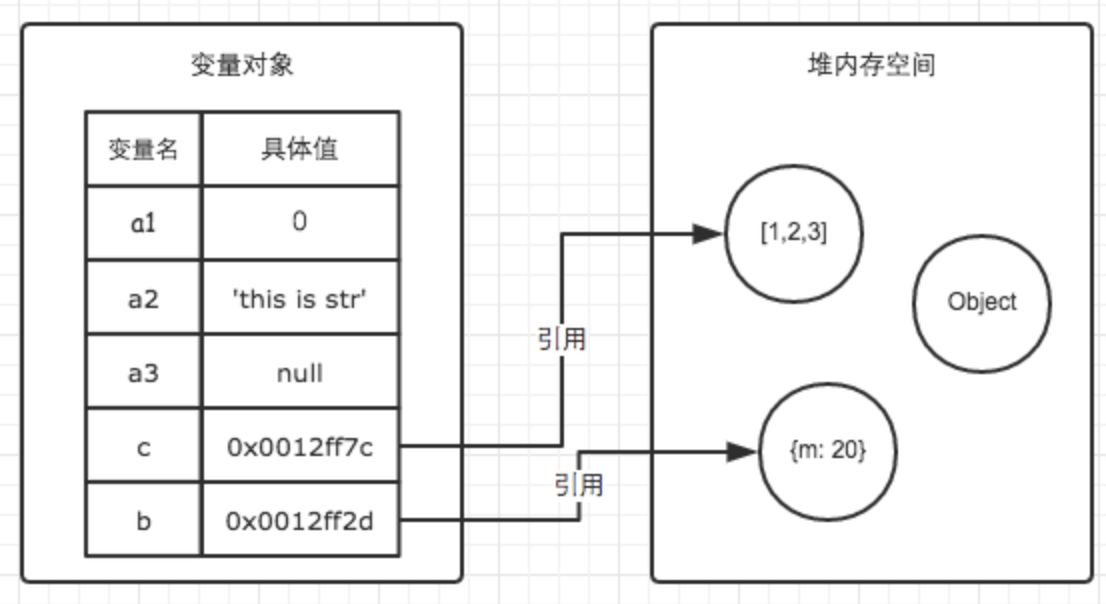 变量对象
变量名 具体值
a1 0
a2 'this is str'
a3 null
c 0x0012ff7c
b 0x0012ff2d
引用
引用
堆内存空间
[1,2,3]
Object
{m: 20}